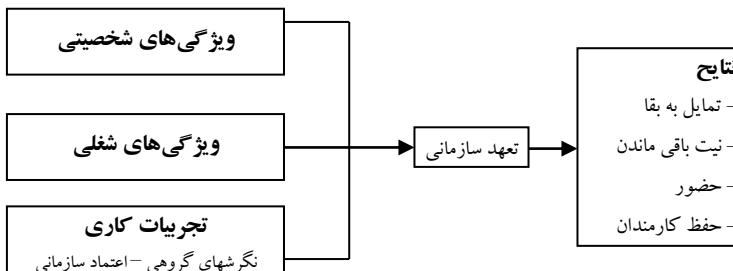 ویژگی‌های شخصیتی
ویژگی‌های شغلی
تجربیات کاری
نگرشهای گروهی – اعتماد سازمانی
تعهد سازمانی
نتایج
- تمایل به بقا
- نیت باقی ماندن
- حضور
- حفظ کارمندان